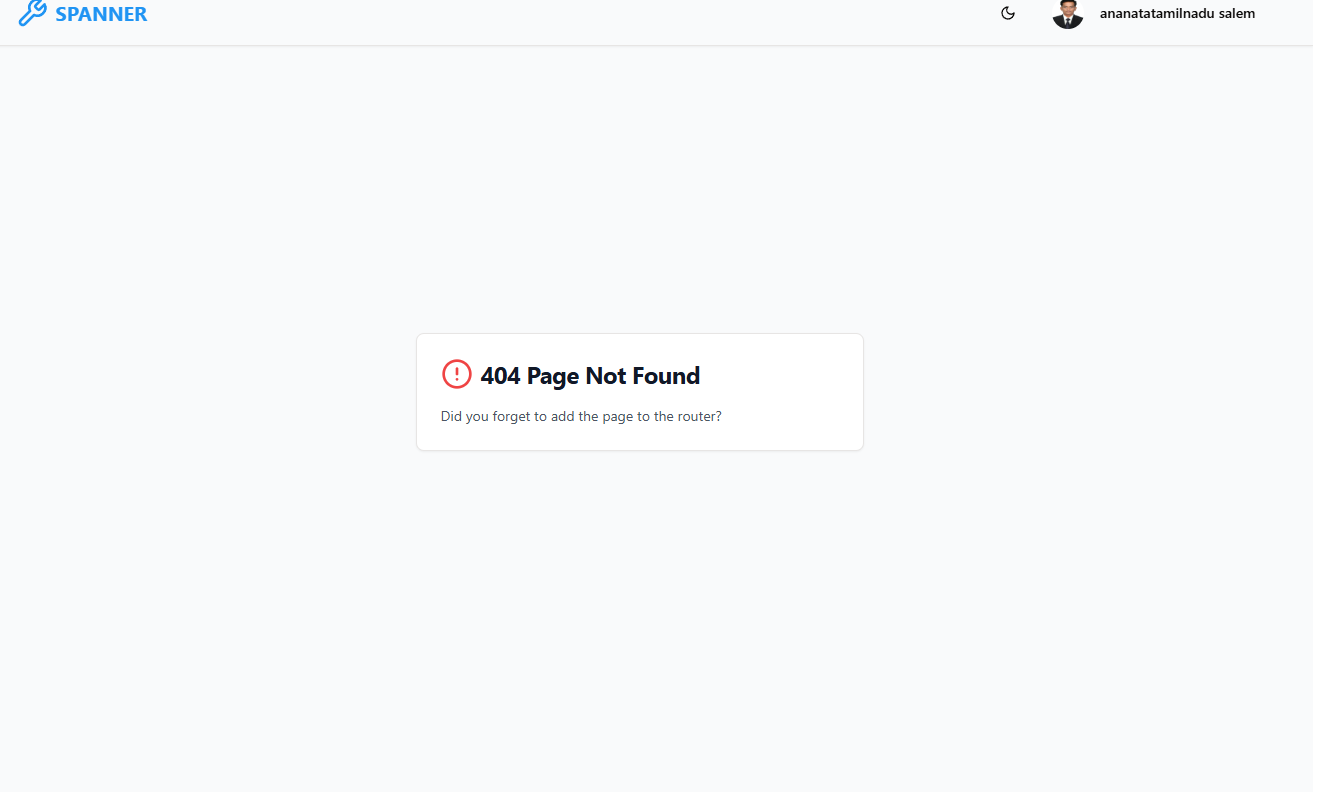 SPANNER
ananatatamilnadu salem
404 Page Not Found
Did you forget to add the page to the router?